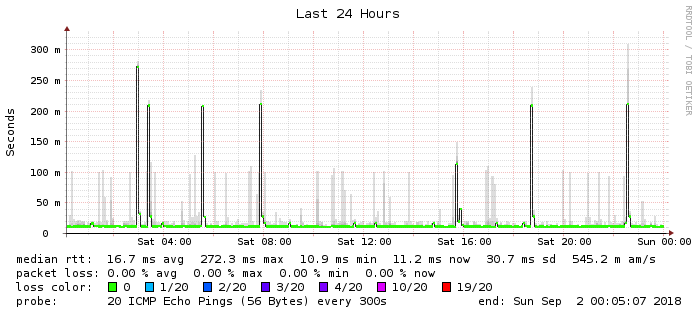 Last 24 Hours
RRDTOOL / TOBI OETIKER
Seconds
300 m
250 m
200 m
150 m
100 m
50 m
0
Sat 04:00 Sat 08:00 Sat 12:00 Sat 16:00 Sat 20:00 Sun 00:00
median rtt: 16.7 ms avg 272.3 ms max 10.9 ms min 11.2 ms now 30.7 ms sd 545.2 m am/s
packet loss: 0.00 % avg 0.00 % max 0.00 % min 0.00 % now
loss color: 0 1/20 2/20 3/20 4/20 10/20 19/20
probe: 20 ICMP Echo Pings (56 Bytes) every 300s end: Sun Sep 2 00:05:07 2018